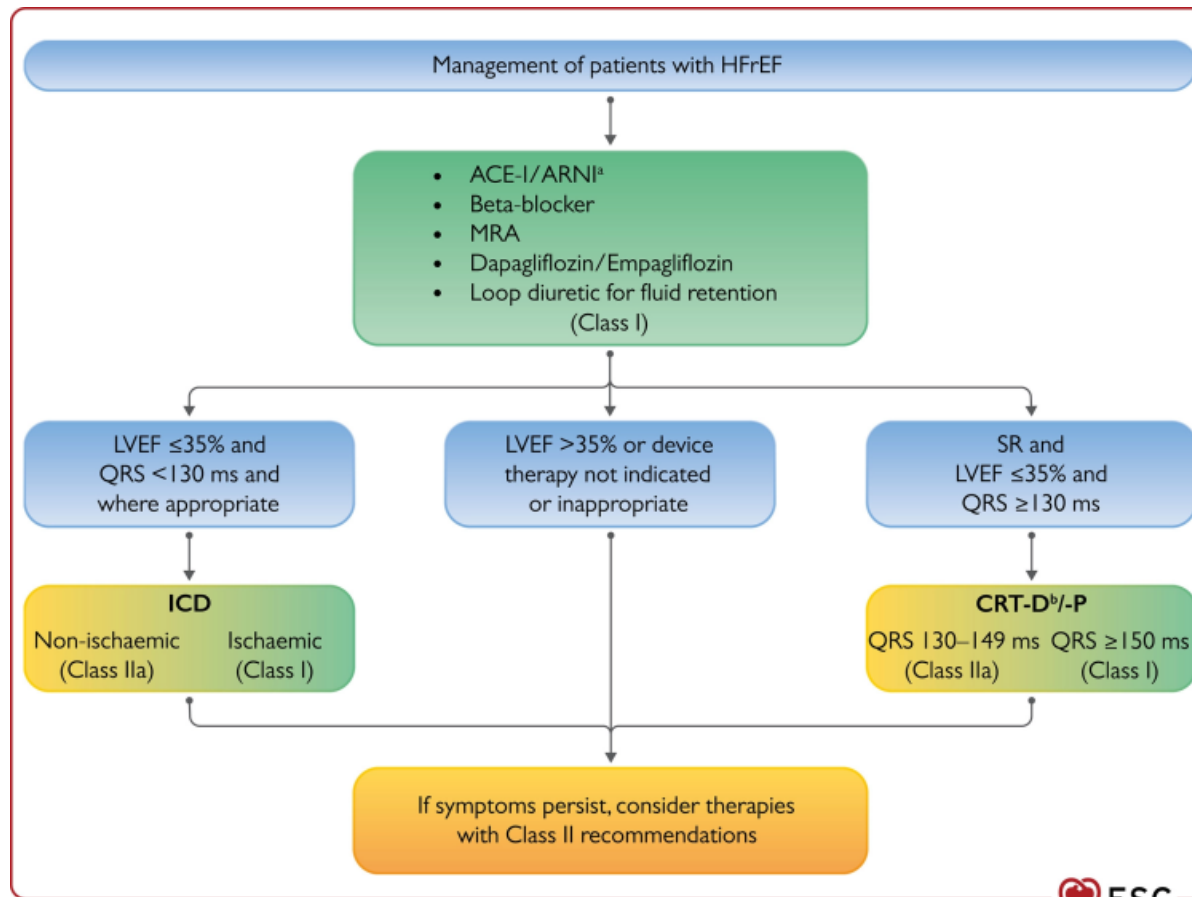 Management of patients with HFrEF
• ACE-I/ARNIᵃ
• Beta-blocker
• MRA
• Dapagliflozin/Empagliflozin
• Loop diuretic for fluid retention
(Class I)
LVEF ≤35% and
QRS <130 ms and
where appropriate
LVEF >35% or device
therapy not indicated
or inappropriate
SR and
LVEF ≤35% and
QRS ≥130 ms
ICD
Non-ischaemic
(Class IIa)
Ischaemic
(Class I)
CRT-Dᵇ/-P
QRS 130–149 ms
(Class IIa)
QRS ≥150 ms
(Class I)
If symptoms persist, consider therapies
with Class II recommendations